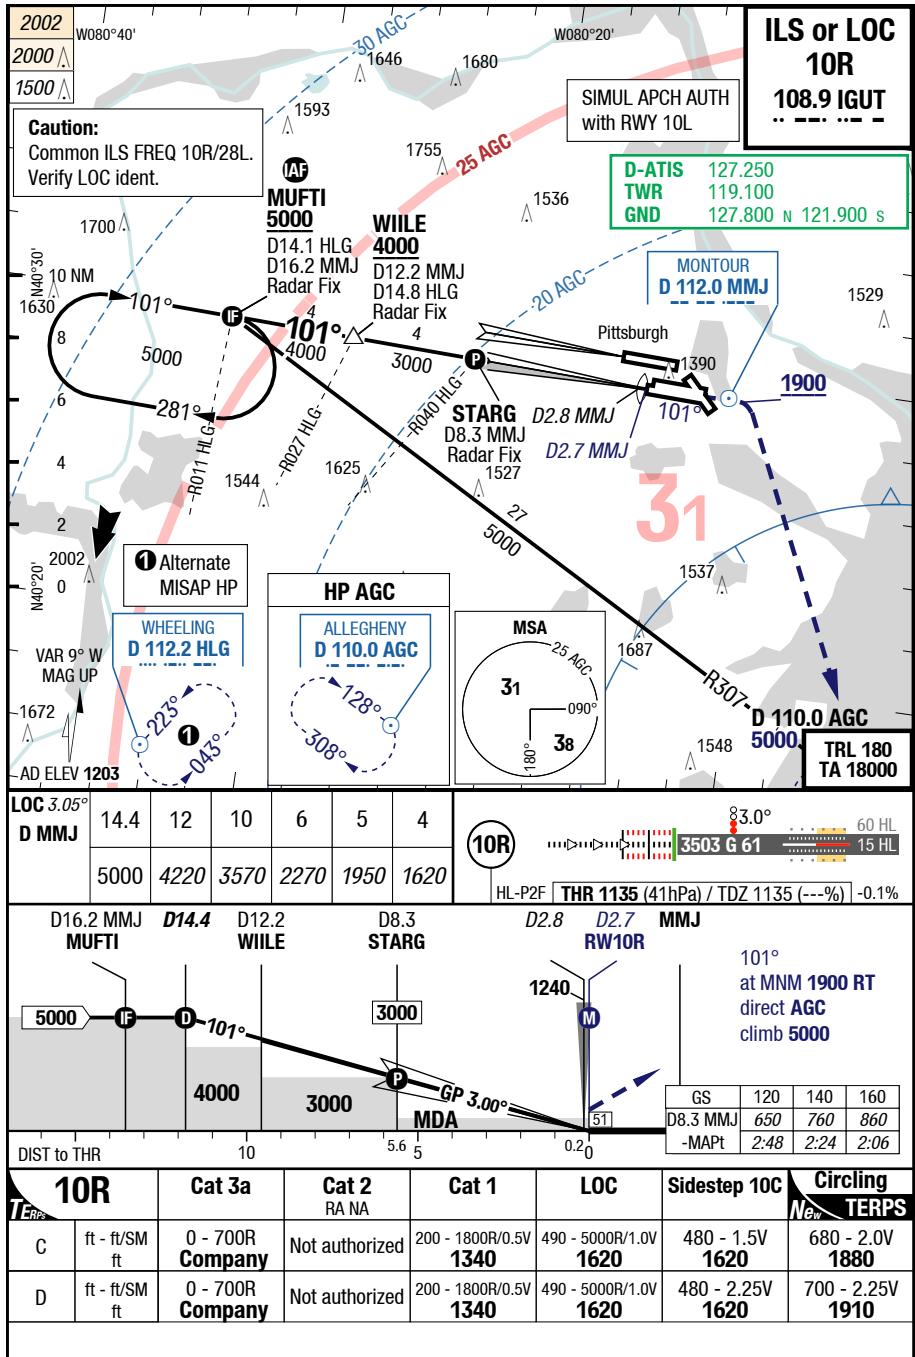 2002
2000
1500
W080°40'
W080°20'
30 AGC
1646
1680
1593
ILS or LOC
10R
108.9 IGUT
SIMUL APCH AUTH
with RWY 10L
Caution:
Common ILS FREQ 10R/28L.
Verify LOC ident.
1755
25 AGC
D-ATIS 127.250
TWR 119.100
GND 127.800 N 121.900 S
IAF
MUFTI
5000
D14.1 HLG
D16.2 MMJ
Radar Fix
1536
1700
WIILE
4000
D12.2 MMJ
D14.8 HLG
Radar Fix
N40°30'
10 NM
1630
20 AGC
MONTOUR
D 112.0 MMJ
1529
101°
IF
4
101°
4000
4
3000
Pittsburgh
1390
8
5000
P
STARG
D8.3 MMJ
Radar Fix
D2.8 MMJ
D2.7 MMJ
101°
1900
6
281°
R011 HLG
R027 HLG
R040 HLG
4
1544
1625
1527
27
5000
31
2
2002
0
N40°20'
1537
1 Alternate
MISAP HP
HP AGC
WHEELING
D 112.2 HLG
ALLEGHENY
D 110.0 AGC
MSA
25 AGC
31
090°
180°
38
1687
VAR 9° W
MAG UP
223°
1
043°
128°
308°
R307
D 110.0 AGC
5000
1672
1548
AD ELEV 1203
TRL 180
TA 18000
LOC 3.05°
D MMJ
14.4 12 10 6 5 4
5000 4220 3570 2270 1950 1620
10R
3.0°
3503 G 61
60 HL
15 HL
HL-P2F THR 1135 (41hPa) / TDZ 1135 (---%) -0.1%
D16.2 MMJ D14.4 D12.2 D8.3 D2.8 D2.7 MMJ
MUFTI WIILE STARG RW10R
101°
at MNM 1900 RT
direct AGC
climb 5000
1240
5000
IF
D
101°
3000
M
4000
3000
P
GP 3.00°
MDA
51
GS 120 140 160
D8.3 MMJ 650 760 860
-MAPt 2:48 2:24 2:06
DIST to THR 10 5.6 5 0.2 0
TERPS 10R Cat 3a Cat 2 RA NA Cat 1 LOC Sidestep 10C Circling New TERPS
C ft - ft/SM 0 - 700R Not authorized 200 - 1800R/0.5V 490 - 5000R/1.0V 480 - 1.5V 680 - 2.0V
ft Company 1340 1620 1620 1880
D ft - ft/SM 0 - 700R Not authorized 200 - 1800R/0.5V 490 - 5000R/1.0V 480 - 2.25V 700 - 2.25V
ft Company 1340 1620 1620 1910